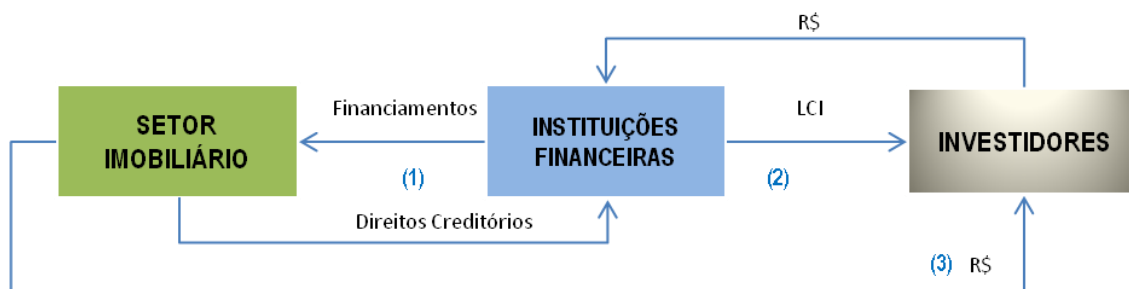 R$
Financiamentos
LCI
SETOR
IMOBILIÁRIO
INSTITUIÇÕES
FINANCEIRAS
INVESTIDORES
(1)
(2)
Direitos Creditórios
(3) R$